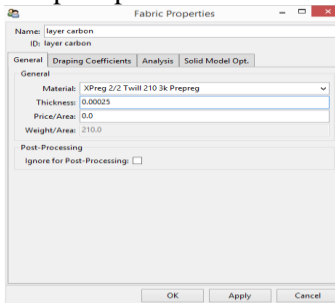 Fabric Properties
Name: layer carbon
ID: layer carbon
General Draping Coefficients Analysis Solid Model Opt.
General
Material: XPreg 2/2 Twill 210 3k Prepreg
Thickness: 0.00025
Price/Area: 0.0
Weight/Area: 210.0
Post-Processing
Ignore for Post-Processing:
OK Apply Cancel